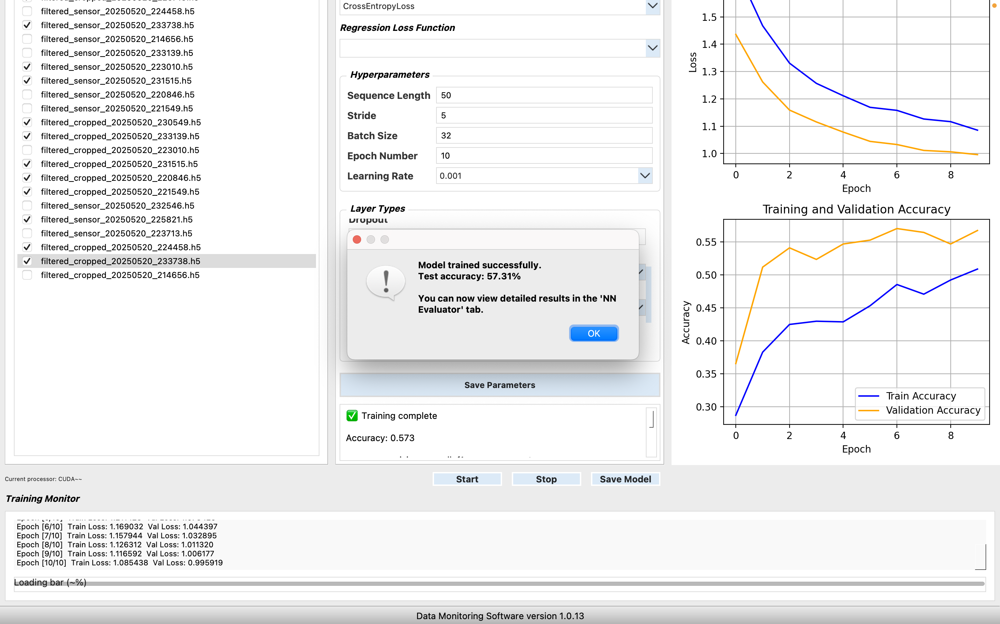 filtered_sensor_20250520_224458.h5
filtered_sensor_20250520_233738.h5
filtered_sensor_20250520_214656.h5
filtered_sensor_20250520_233139.h5
filtered_sensor_20250520_223010.h5
filtered_sensor_20250520_231515.h5
filtered_sensor_20250520_220846.h5
filtered_sensor_20250520_221549.h5
filtered_cropped_20250520_230549.h5
filtered_cropped_20250520_233139.h5
filtered_cropped_20250520_223010.h5
filtered_cropped_20250520_231515.h5
filtered_cropped_20250520_220846.h5
filtered_cropped_20250520_221549.h5
filtered_sensor_20250520_232546.h5
filtered_sensor_20250520_225821.h5
filtered_sensor_20250520_223713.h5
filtered_cropped_20250520_224458.h5
filtered_cropped_20250520_233738.h5
filtered_cropped_20250520_214656.h5
CrossEntropyLoss
Regression Loss Function
Hyperparameters
Sequence Length 50
Stride 5
Batch Size 32
Epoch Number 10
Learning Rate 0.001
Layer Types
Dropout
Model trained successfully.
Test accuracy: 57.31%
You can now view detailed results in the 'NN
Evaluator' tab.
OK
Save Parameters
✅ Training complete
Accuracy: 0.573
Loss
1.5
1.4
1.3
1.2
1.1
1.0
0 2 4 6 8
Epoch
Training and Validation Accuracy
Accuracy
0.55
0.50
0.45
0.40
0.35
0.30
Train Accuracy
Validation Accuracy
0 2 4 6 8
Epoch
Current processor: CUDA~~
Start
Stop
Save Model
Training Monitor
Epoch [6/10] Train Loss: 1.169032 Val Loss: 1.044397
Epoch [7/10] Train Loss: 1.157944 Val Loss: 1.032895
Epoch [8/10] Train Loss: 1.126312 Val Loss: 1.011320
Epoch [9/10] Train Loss: 1.116592 Val Loss: 1.006177
Epoch [10/10] Train Loss: 1.085438 Val Loss: 0.995919
Loading bar (~%)
Data Monitoring Software version 1.0.13